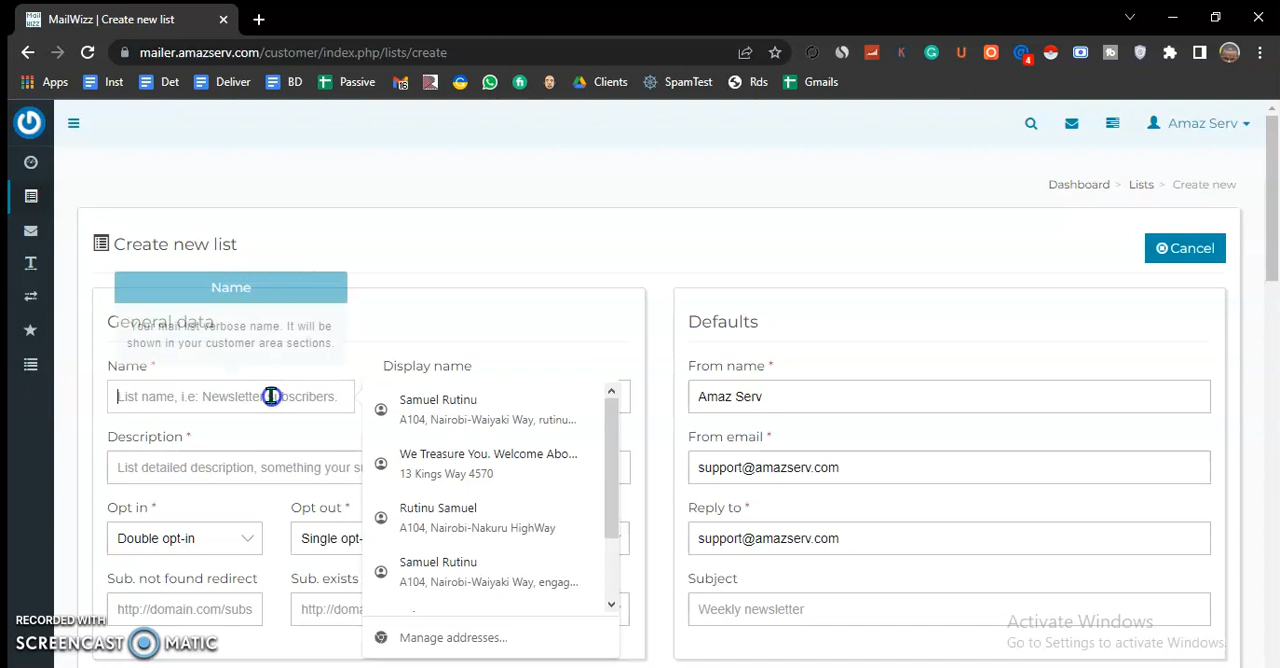 MailWizz | Create new list
mailer.amazserv.com/customer/index.php/lists/create
4
Apps Inst Det Deliver BD Passive Clients SpamTest Rds Gmails
Amaz Serv
Dashboard > Lists > Create new
Create new list
Cancel
Name
Your mail list verbose name. It will be
shown in your customer area sections.
General data
Name *
List name, i.e: Newsletter subscribers.
Description *
List detailed description, something your su
Opt in *
Double opt-in
Opt out *
Single opt-
Sub. not found redirect
http://domain.com/subs
Sub. exists
http://doma
Display name
Samuel Rutinu
A104, Nairobi-Waiyaki Way, rutinu...
We Treasure You. Welcome Abo...
13 Kings Way 4570
Rutinu Samuel
A104, Nairobi-Nakuru HighWay
Samuel Rutinu
A104, Nairobi-Waiyaki Way, engag...
Manage addresses...
Defaults
From name *
Amaz Serv
From email *
support@amazserv.com
Reply to *
support@amazserv.com
Subject
Weekly newsletter
Activate Windows
Go to Settings to activate Windows.
RECORDED WITH
SCREENCAST MATIC